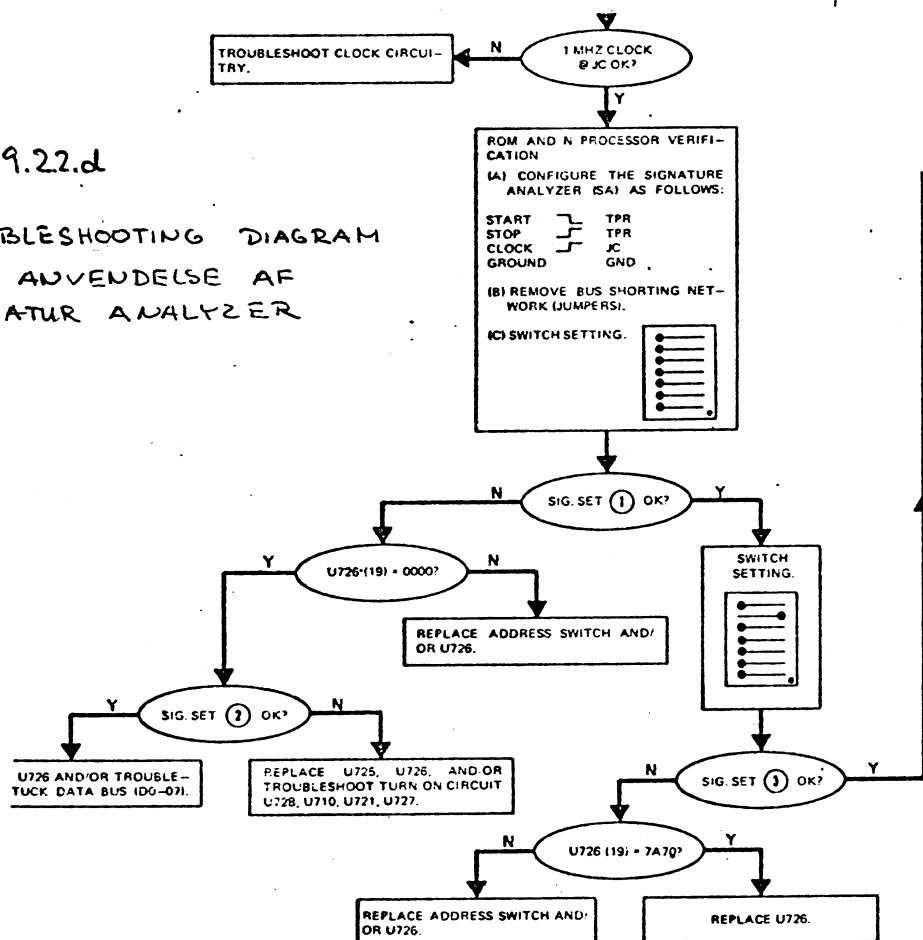 1 MHZ CLOCK
@ JC OK?
N
TROUBLESHOOT CLOCK CIRCUI–
TRY.
Y
9.22.d
BLESHOOTING DIAGRAM
ANVENDELSE AF
ATUR ANALYZER
ROM AND N PROCESSOR VERIFI–
CATION
(A) CONFIGURE THE SIGNATURE
ANALYZER (SA) AS FOLLOWS:
START TPR
STOP TPR
CLOCK JC
GROUND GND
(B) REMOVE BUS SHORTING NET–
WORK (JUMPERS).
(C) SWITCH SETTING.
N
SIG. SET 1 OK?
Y
SWITCH
SETTING.
Y
U726-(19) = 0000?
N
REPLACE ADDRESS SWITCH AND/
OR U726.
Y
SIG. SET 2 OK?
N
U726 AND/OR TROUBLE–
TUCK DATA BUS (D0–07).
REPLACE U725, U726, AND/OR
TROUBLESHOOT TURN ON CIRCUIT
U728, U710, U721, U727.
N
SIG. SET 3 OK?
Y
N
U726 (19) = 7A70?
Y
REPLACE ADDRESS SWITCH AND/
OR U726.
REPLACE U726.